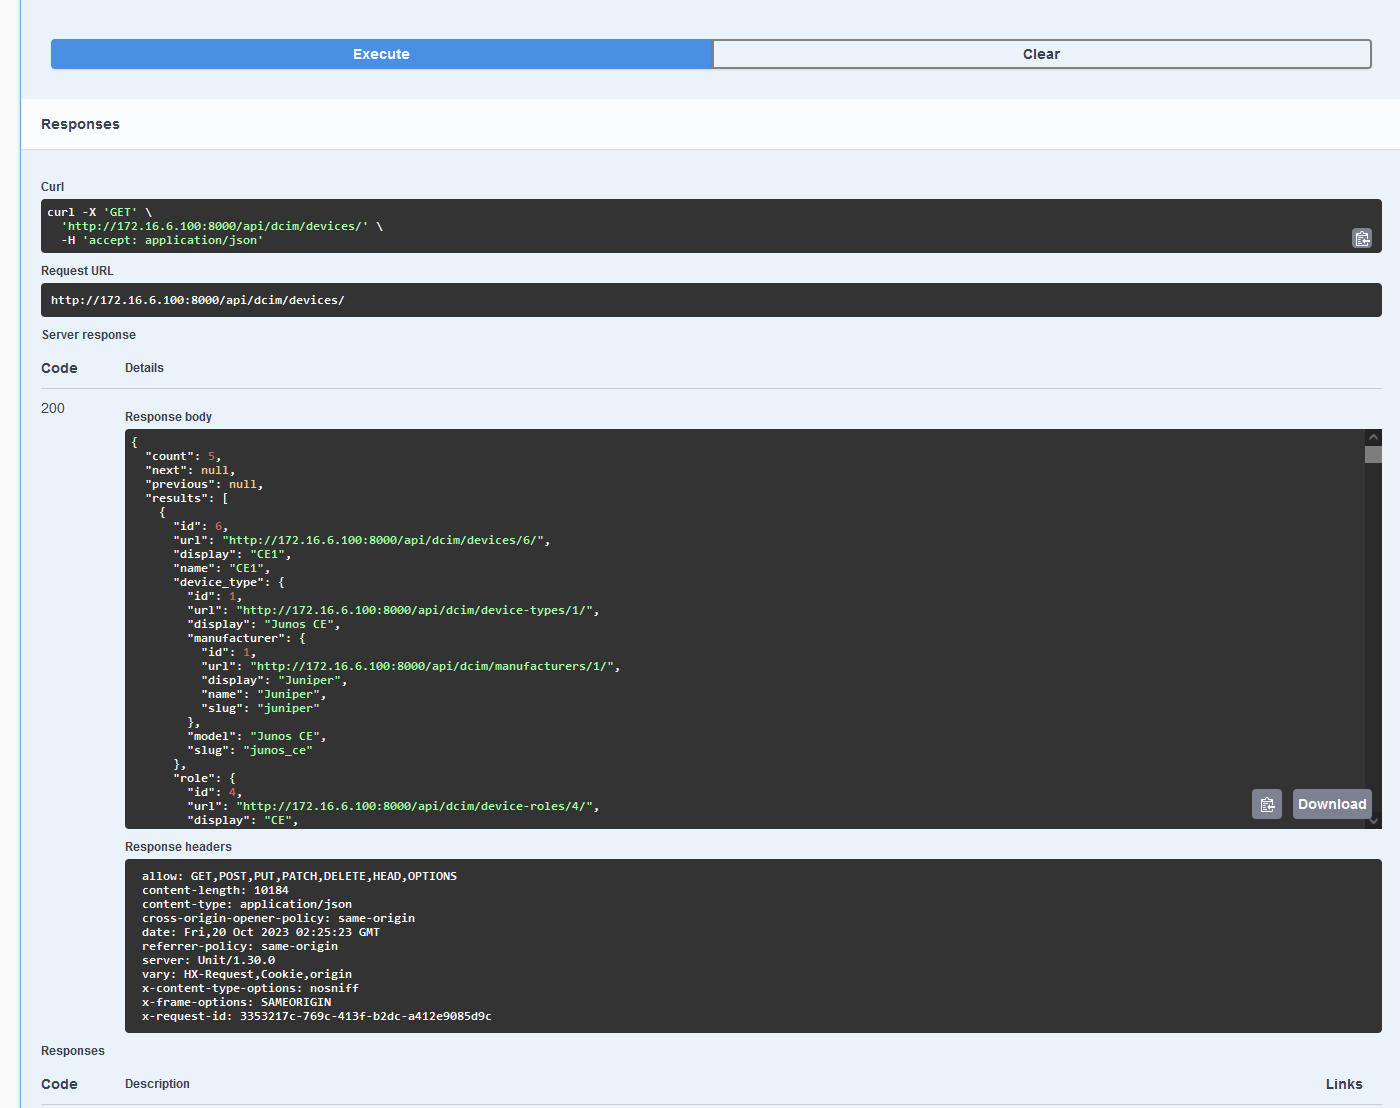 Execute
Clear
Responses
Curl
curl -X 'GET' \
  'http://172.16.6.100:8000/api/dcim/devices/' \
  -H 'accept: application/json'
Request URL
http://172.16.6.100:8000/api/dcim/devices/
Server response
Code Details
200
Response body
{
  "count": 5,
  "next": null,
  "previous": null,
  "results": [
    {
      "id": 6,
      "url": "http://172.16.6.100:8000/api/dcim/devices/6/",
      "display": "CE1",
      "name": "CE1",
      "device_type": {
        "id": 1,
        "url": "http://172.16.6.100:8000/api/dcim/device-types/1/",
        "display": "Junos CE",
        "manufacturer": {
          "id": 1,
          "url": "http://172.16.6.100:8000/api/dcim/manufacturers/1/",
          "display": "Juniper",
          "name": "Juniper",
          "slug": "juniper"
        },
        "model": "Junos CE",
        "slug": "junos_ce"
      },
      "role": {
        "id": 4,
        "url": "http://172.16.6.100:8000/api/dcim/device-roles/4/",
        "display": "CE",
Download
Response headers
allow: GET,POST,PUT,PATCH,DELETE,HEAD,OPTIONS
content-length: 10184
content-type: application/json
cross-origin-opener-policy: same-origin
date: Fri,20 Oct 2023 02:25:23 GMT
referrer-policy: same-origin
server: Unit/1.30.0
vary: HX-Request,Cookie,origin
x-content-type-options: nosniff
x-frame-options: SAMEORIGIN
x-request-id: 3353217c-769c-413f-b2dc-a412e9085d9c
Responses
Code Description Links